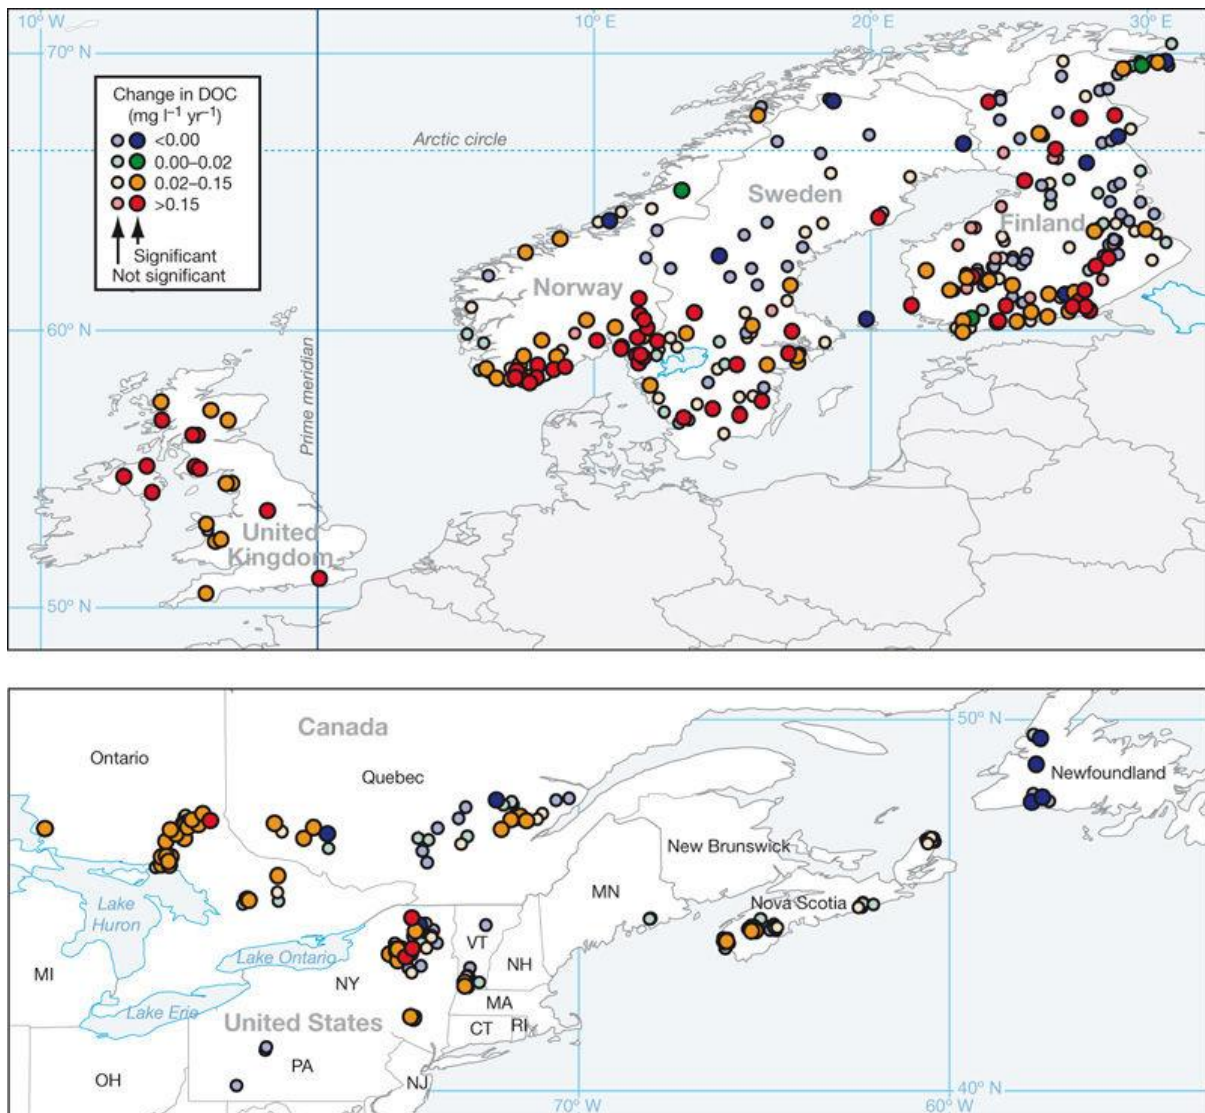 10° W
10° E
20° E
30° E
70° N
Change in DOC
(mg l⁻¹ yr⁻¹)
<0.00
0.00–0.02
0.02–0.15
>0.15
Significant
Not significant
Arctic circle
Sweden
Finland
Norway
60° N
Prime meridian
United
Kingdom
50° N
Canada
50° N
Ontario
Quebec
Newfoundland
New Brunswick
MN
Nova Scotia
Lake
Huron
VT
Lake Ontario
NH
MI
NY
MA
Lake Erie
United States
CT
RI
PA
OH
NJ
40° N
70° W
60° W